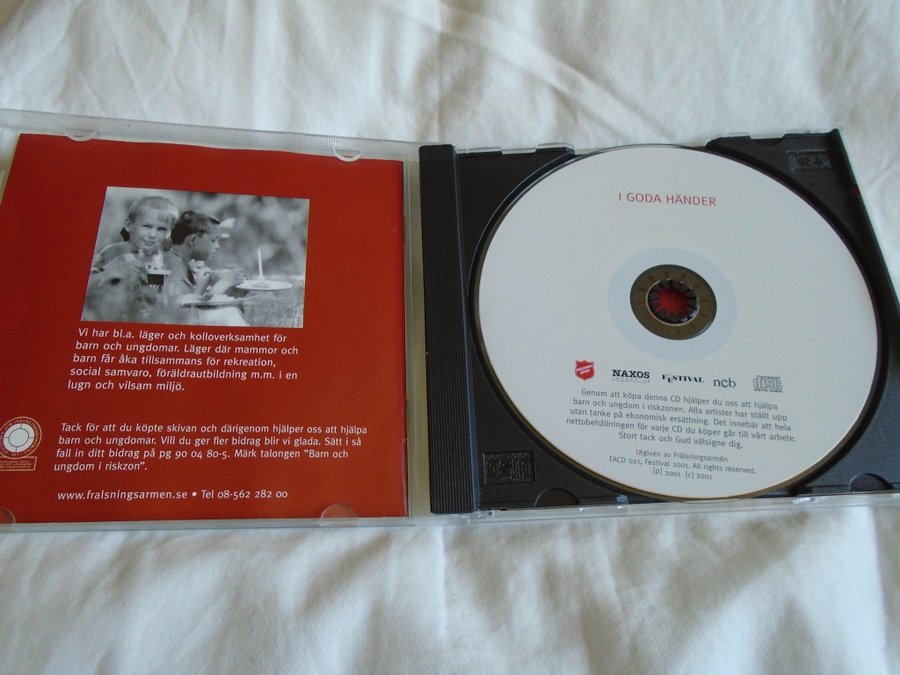 Vi har bl.a. läger och kolloverksamhet för
barn och ungdomar. Läger där mammor och
barn får åka tillsammans för rekreation,
social samvaro, föräldrautbildning m.m. i en
lugn och vilsam miljö.
Tack för att du köpte skivan och därigenom hjälper oss att hjälpa
barn och ungdomar. Vill du ger fler bidrag blir vi glada. Sätt i så
fall in ditt bidrag på pg 90 04 80-5. Märk talongen "Barn och
ungdom i riskzon".
www.fralsningsarmen.se • Tel 08-562 282 00
I GODA HÄNDER
NAXOS
FESTIVAL
ncb
Genom att köpa denna CD hjälper du oss att hjälpa
barn och ungdom i riskzonen. Alla artister har ställt upp
utan tanke på ekonomisk ersättning. Det innebär att hela
nettobehållningen för varje CD du köper går till vårt arbete.
Stort tack och Gud välsigne dig.
Utgiven av Frälsningsarmén
FACD 021, Festival 2001. All rights reserved.
[p] 2001 [c] 2001